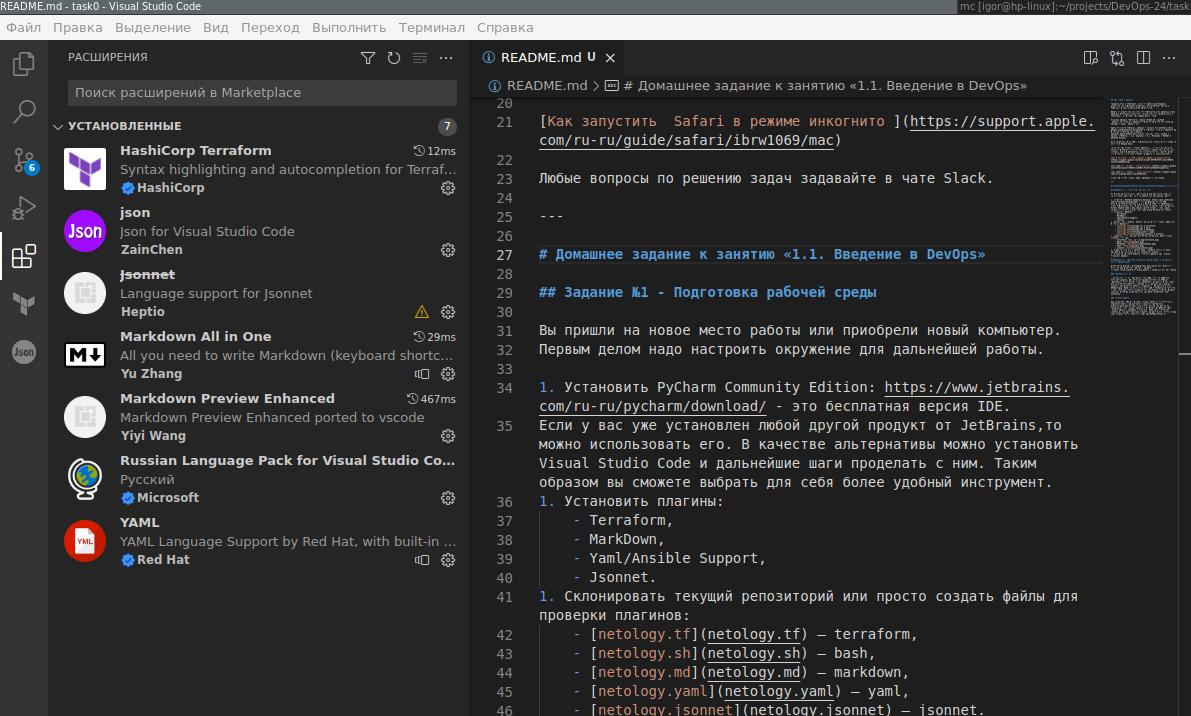 README.md - task0 - Visual Studio Code
mc [igor@hp-linux]:~/projects/DevOps-24/task
Файл Правка Выделение Вид Переход Выполнить Терминал Справка
РАСШИРЕНИЯ
Поиск расширений в Marketplace
УСТАНОВЛЕННЫЕ 7
HashiCorp Terraform 12ms
Syntax highlighting and autocompletion for Terraf...
HashiCorp
json
Json for Visual Studio Code
ZainChen
Jsonnet
Language support for Jsonnet
Heptio
Markdown All in One 29ms
All you need to write Markdown (keyboard shortc...
Yu Zhang
Markdown Preview Enhanced 467ms
Markdown Preview Enhanced ported to vscode
Yiyi Wang
Russian Language Pack for Visual Studio Co...
Русский
Microsoft
YAML
YAML Language Support by Red Hat, with built-in ...
Red Hat
6
Json
Json
M
YML
README.md U
README.md > # Домашнее задание к занятию «1.1. Введение в DevOps»
20
21 [Как запустить  Safari в режиме инкогнито ](https://support.apple.
com/ru-ru/guide/safari/ibrw1069/mac)
22
23 Любые вопросы по решению задач задавайте в чате Slack.
24
25 ---
26
27 # Домашнее задание к занятию «1.1. Введение в DevOps»
28
29 ## Задание №1 - Подготовка рабочей среды
30
31 Вы пришли на новое место работы или приобрели новый компьютер.
32 Первым делом надо настроить окружение для дальнейшей работы.
33
34 1. Установить PyCharm Community Edition: https://www.jetbrains.
com/ru-ru/pycharm/download/ - это бесплатная версия IDE.
35 Если у вас уже установлен любой другой продукт от JetBrains,то
можно использовать его. В качестве альтернативы можно установить
Visual Studio Code и дальнейшие шаги проделать с ним. Таким
образом вы сможете выбрать для себя более удобный инструмент.
36 1. Установить плагины:
37 - Terraform,
38 - MarkDown,
39 - Yaml/Ansible Support,
40 - Jsonnet.
41 1. Склонировать текущий репозиторий или просто создать файлы для
проверки плагинов:
42 - [netology.tf](netology.tf) – terraform,
43 - [netology.sh](netology.sh) – bash,
44 - [netology.md](netology.md) – markdown,
45 - [netology.yaml](netology.yaml) – yaml,
46 - [netology.jsonnet](netology.jsonnet) – jsonnet.